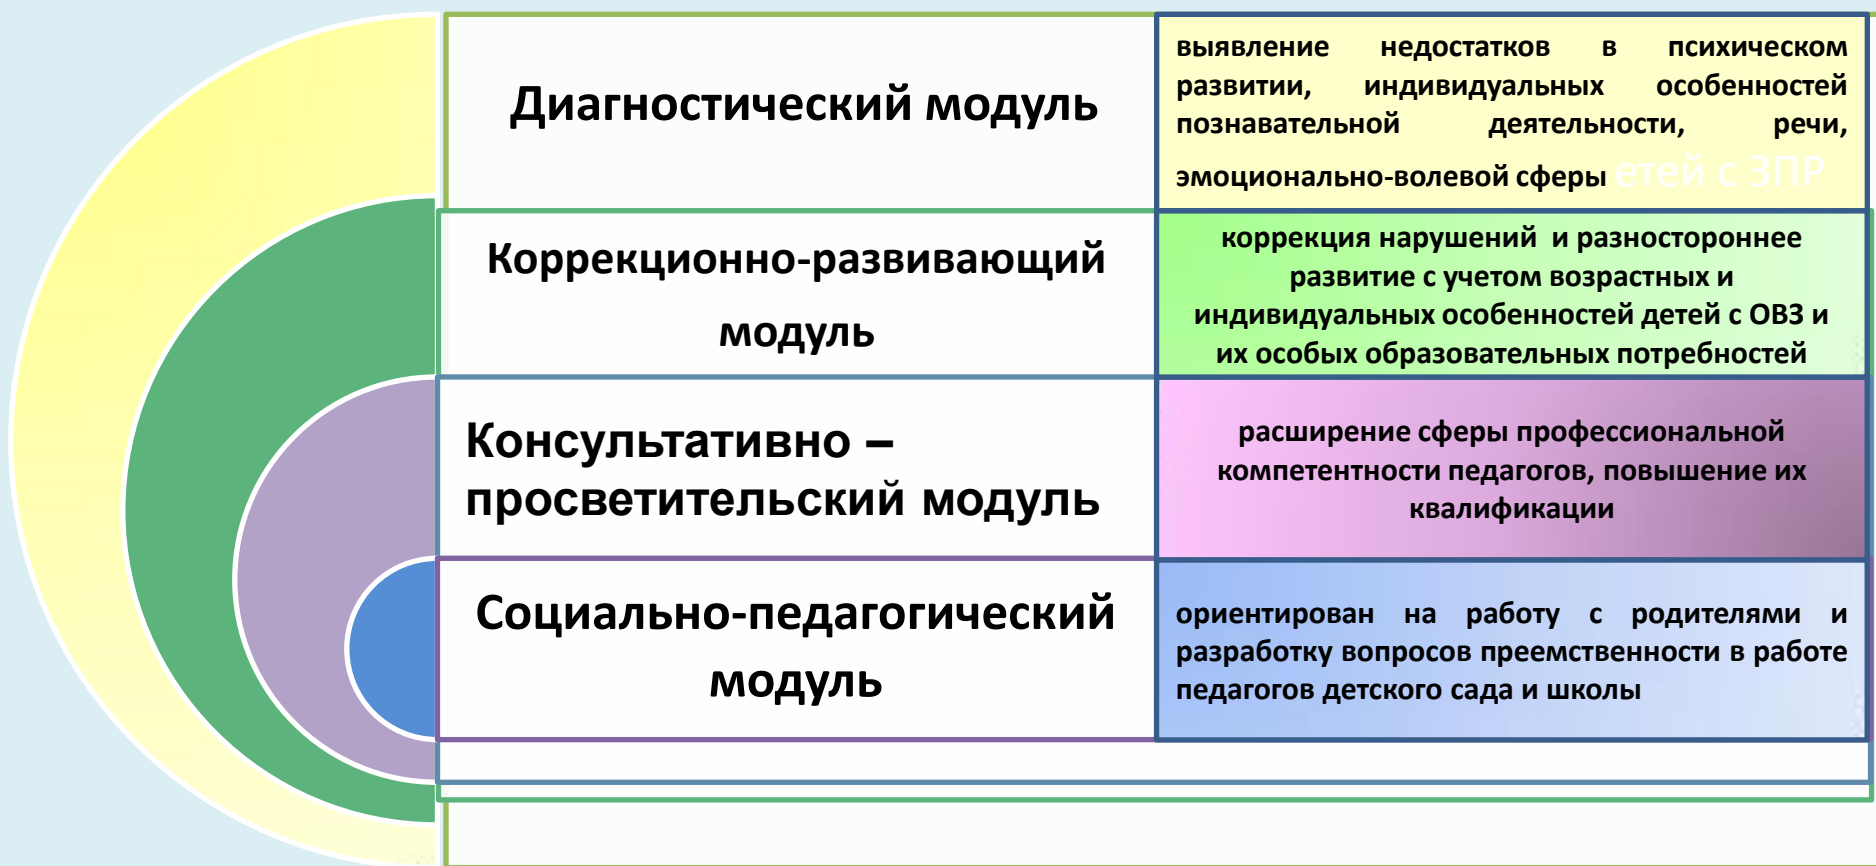 Диагностический модуль
выявление недостатков в психическом
развитии, индивидуальных особенностей
познавательной деятельности, речи,
эмоционально-волевой сферы етей с ЗПР
Коррекционно-развивающий
модуль
коррекция нарушений и разностороннее
развитие с учетом возрастных и
индивидуальных особенностей детей с ОВЗ и
их особых образовательных потребностей
Консультативно –
просветительский модуль
расширение сферы профессиональной
компетентности педагогов, повышение их
квалификации
Социально-педагогический
модуль
ориентирован на работу с родителями и
разработку вопросов преемственности в работе
педагогов детского сада и школы